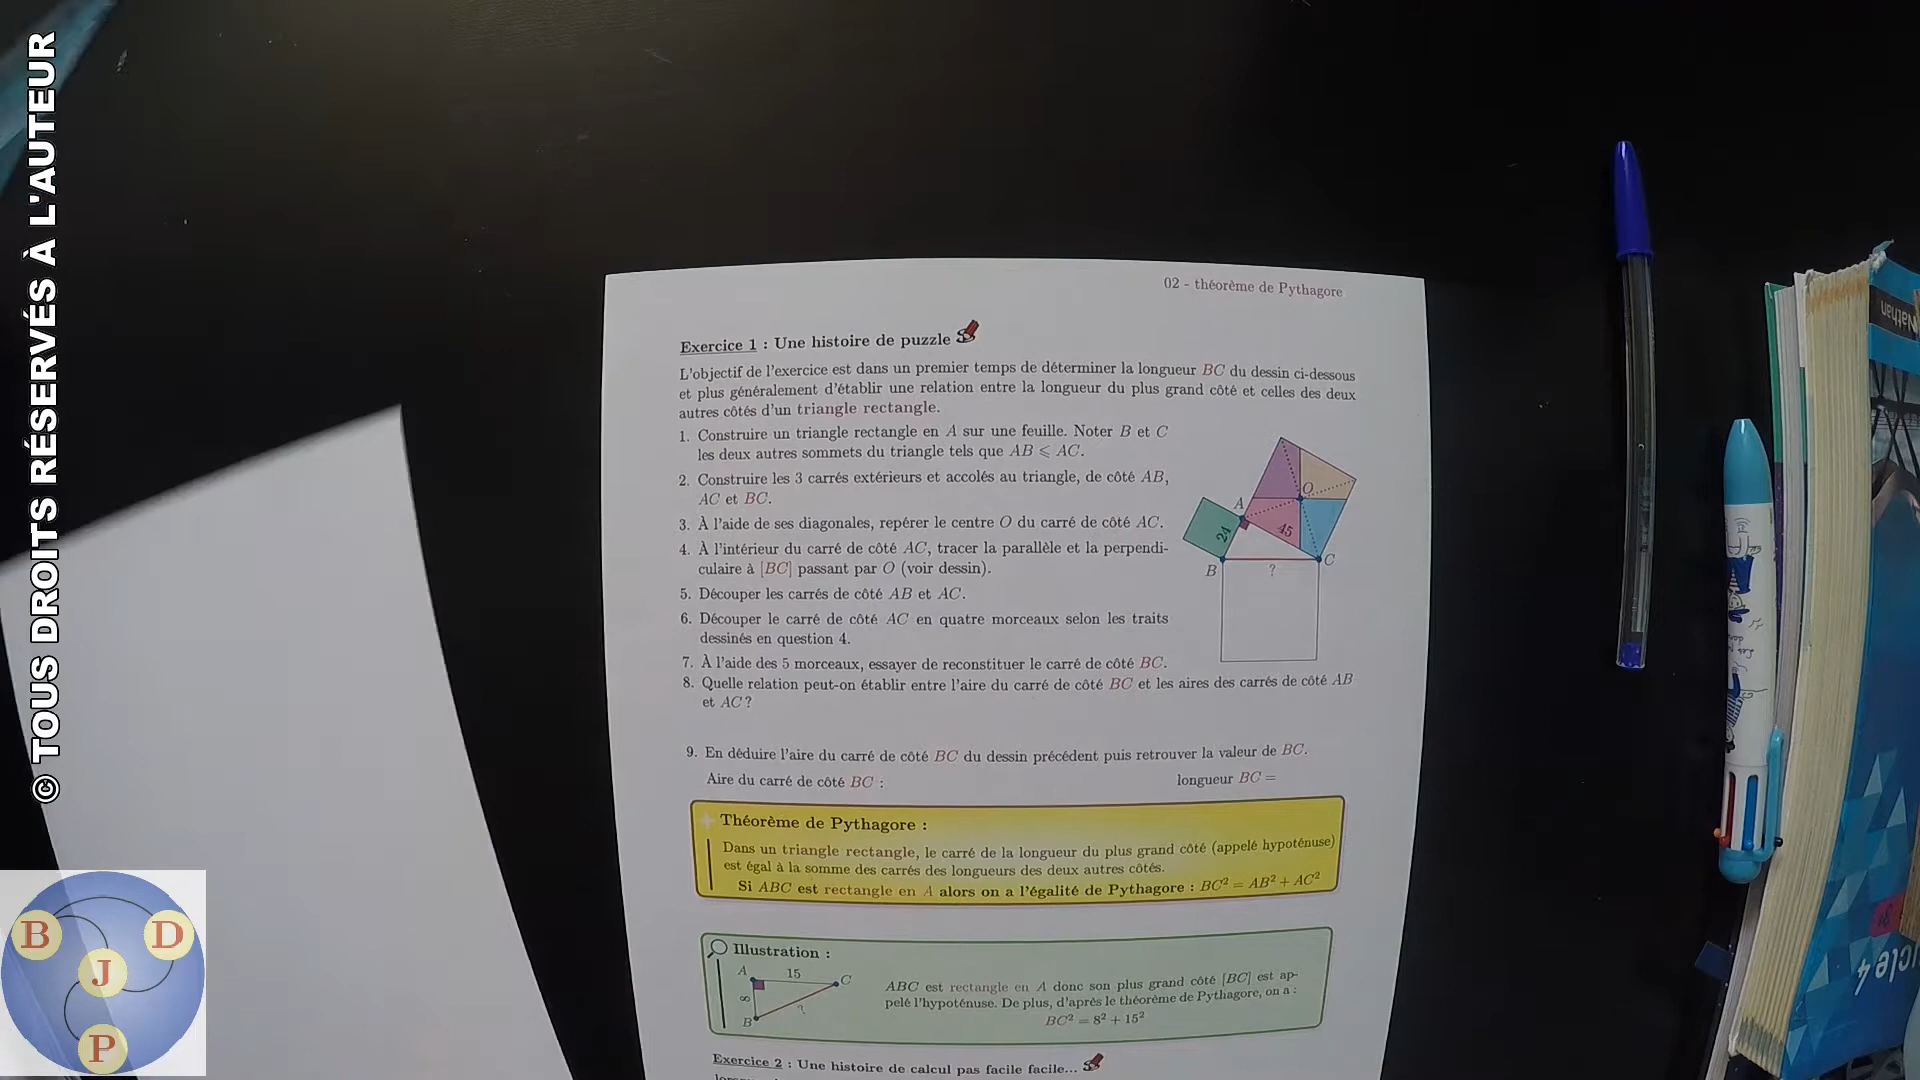 © TOUS DROITS RÉSERVÉS À L'AUTEUR
02 - théorème de Pythagore
Exercice 1 : Une histoire de puzzle
L'objectif de l'exercice est dans un premier temps de déterminer la longueur BC du dessin ci-dessous
et plus généralement d'établir une relation entre la longueur du plus grand côté et celles des deux
autres côtés d'un triangle rectangle.
1. Construire un triangle rectangle en A sur une feuille. Noter B et C
les deux autres sommets du triangle tels que AB ⩽ AC.
2. Construire les 3 carrés extérieurs et accolés au triangle, de côté AB,
AC et BC.
3. À l'aide de ses diagonales, repérer le centre O du carré de côté AC.
4. À l'intérieur du carré de côté AC, tracer la parallèle et la perpendi-
culaire à [BC] passant par O (voir dessin).
5. Découper les carrés de côté AB et AC.
6. Découper le carré de côté AC en quatre morceaux selon les traits
dessinés en question 4.
7. À l'aide des 5 morceaux, essayer de reconstituer le carré de côté BC.
O
A
24
45
B
?
C
8. Quelle relation peut-on établir entre l'aire du carré de côté BC et les aires des carrés de côté AB
et AC ?
9. En déduire l'aire du carré de côté BC du dessin précédent puis retrouver la valeur de BC.
Aire du carré de côté BC :
longueur BC =
Théorème de Pythagore :
Dans un triangle rectangle, le carré de la longueur du plus grand côté (appelé hypoténuse)
est égal à la somme des carrés des longueurs des deux autres côtés.
Si ABC est rectangle en A alors on a l'égalité de Pythagore : BC² = AB² + AC²
Illustration :
A
15
C
8
?
B
ABC est rectangle en A donc son plus grand côté [BC] est ap-
pelé l'hypoténuse. De plus, d'après le théorème de Pythagore, on a :
BC² = 8² + 15²
Exercice 2 : Une histoire de calcul pas facile facile...
B
D
J
P
Nathan